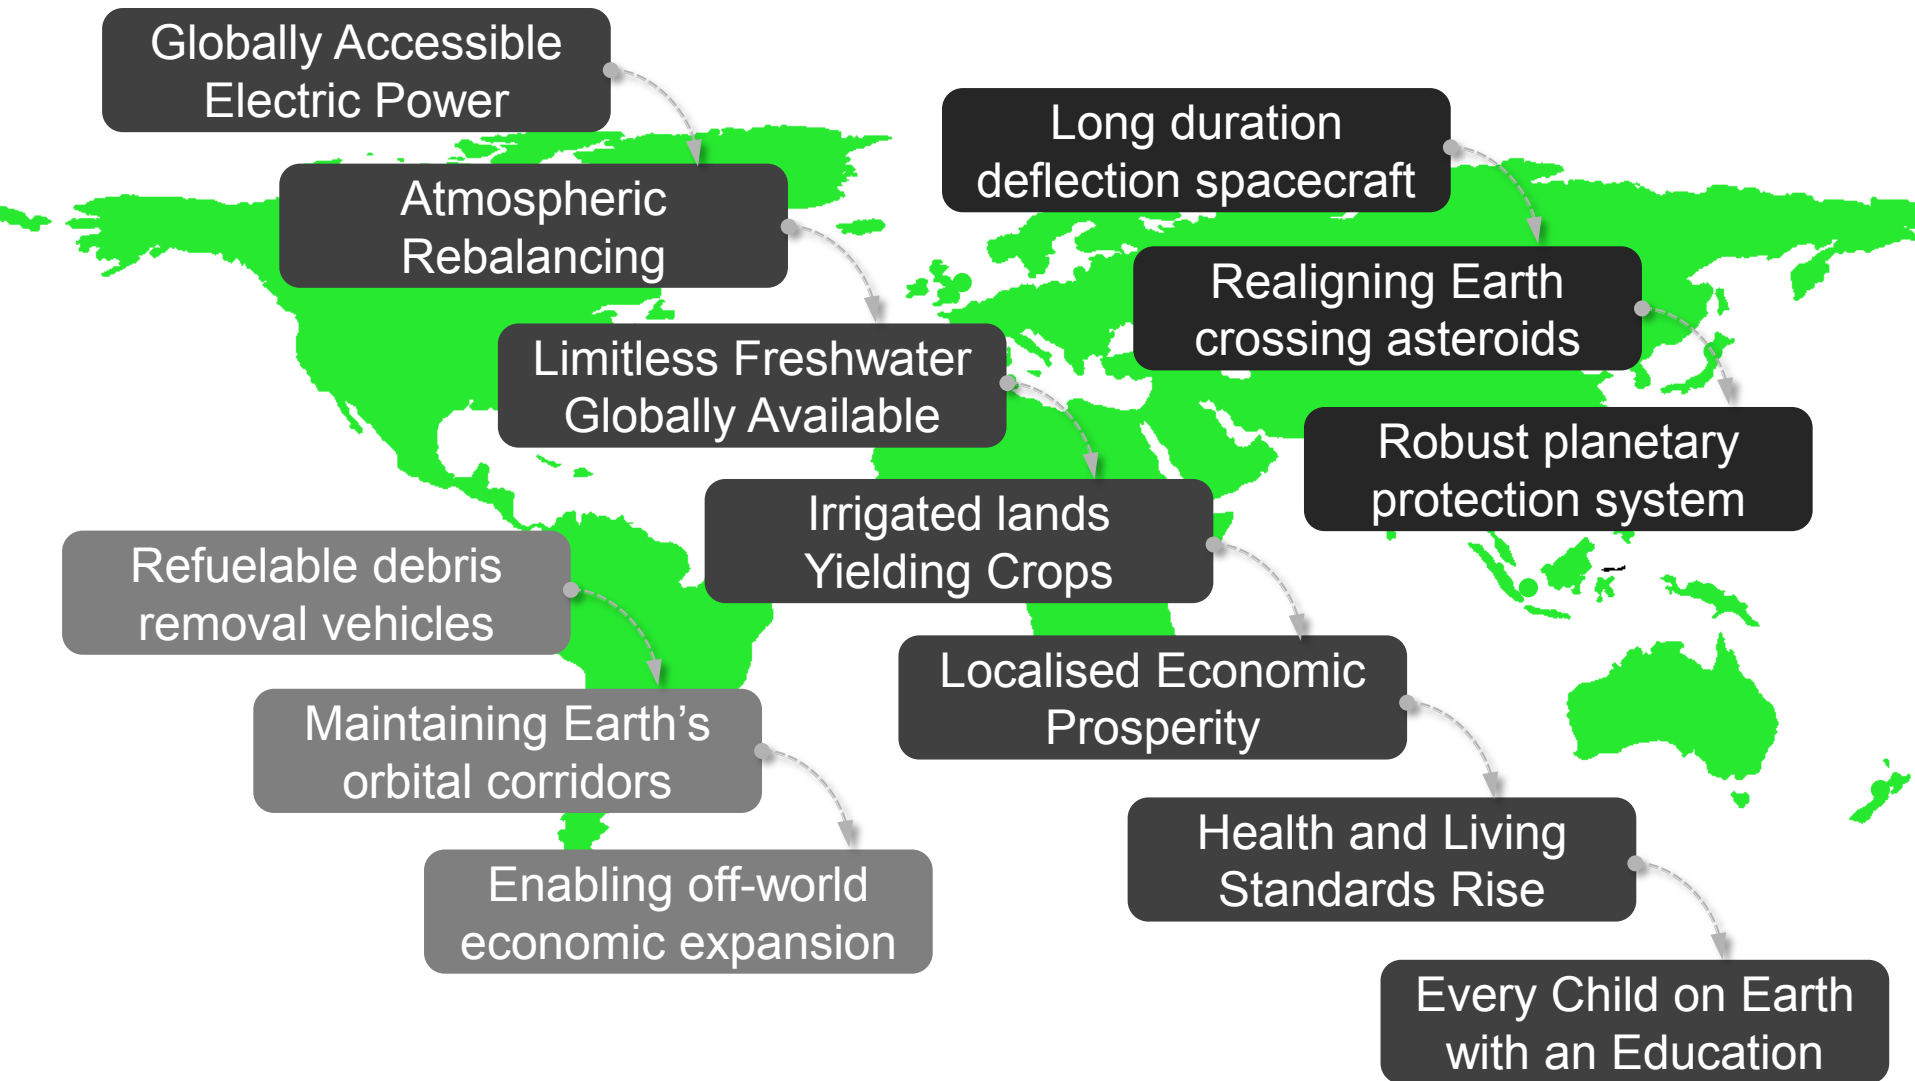 Globally Accessible
Electric Power
Atmospheric
Rebalancing
Limitless Freshwater
Globally Available
Irrigated lands
Yielding Crops
Localised Economic
Prosperity
Health and Living
Standards Rise
Every Child on Earth
with an Education
Long duration
deflection spacecraft
Realigning Earth
crossing asteroids
Robust planetary
protection system
Refuelable debris
removal vehicles
Maintaining Earth’s
orbital corridors
Enabling off-world
economic expansion